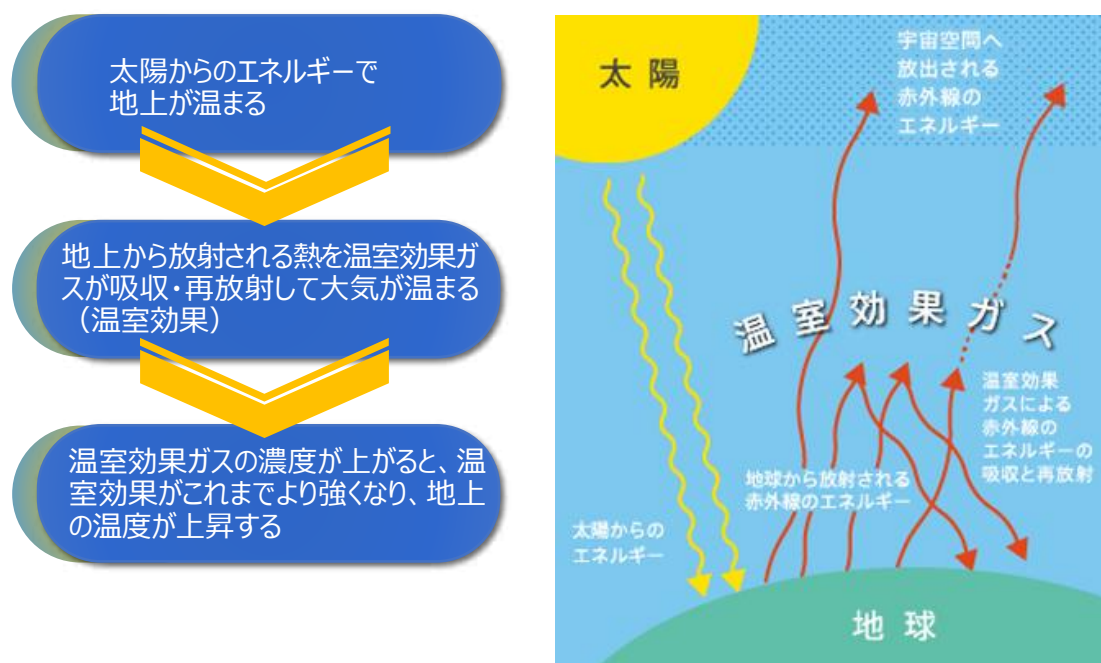 太陽からのエネルギーで
地上が温まる
地上から放射される熱を温室効果ガ
スが吸収・再放射して大気が温まる
（温室効果）
温室効果ガスの濃度が上がると、温
室効果がこれまでより強くなり、地上
の温度が上昇する
太陽
宇宙空間へ
放出される
赤外線の
エネルギー
温室効果ガス
温室効果
ガスによる
赤外線の
エネルギーの
吸収と再放射
地球から放射される
赤外線のエネルギー
太陽からの
エネルギー
地球